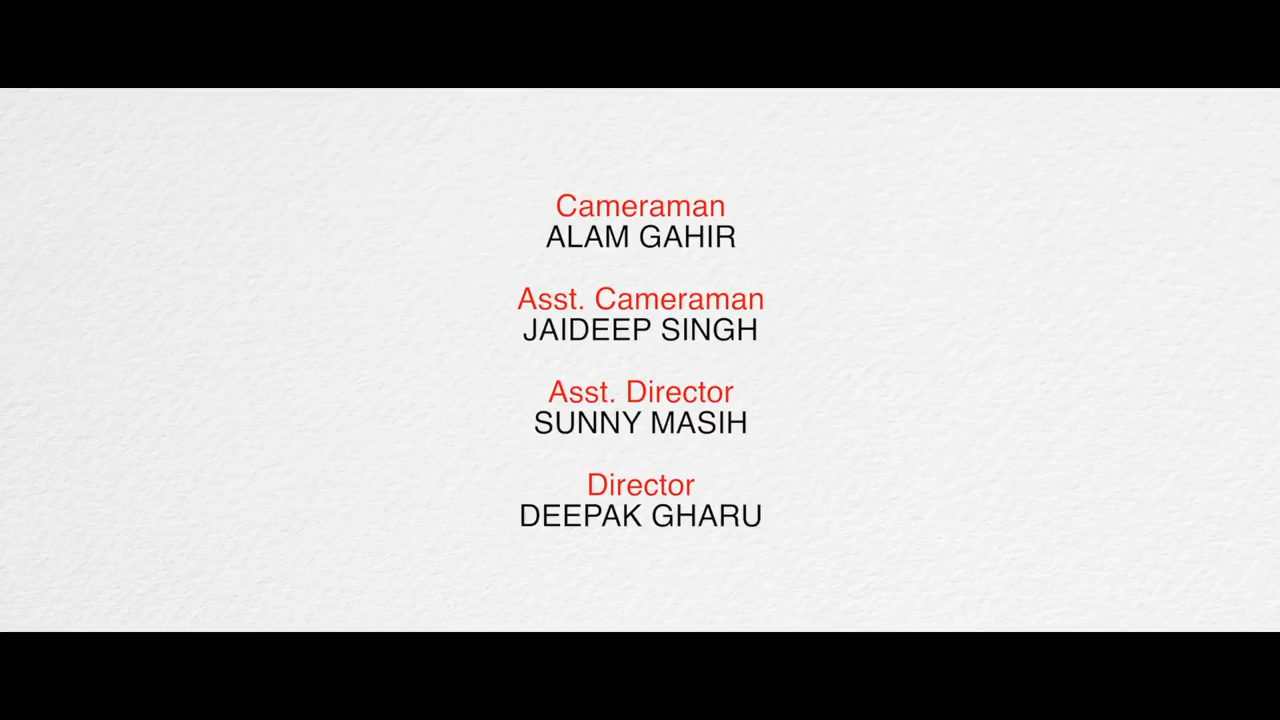 Cameraman
ALAM GAHIR
Asst. Cameraman
JAIDEEP SINGH
Asst. Director
SUNNY MASIH
Director
DEEPAK GHARU